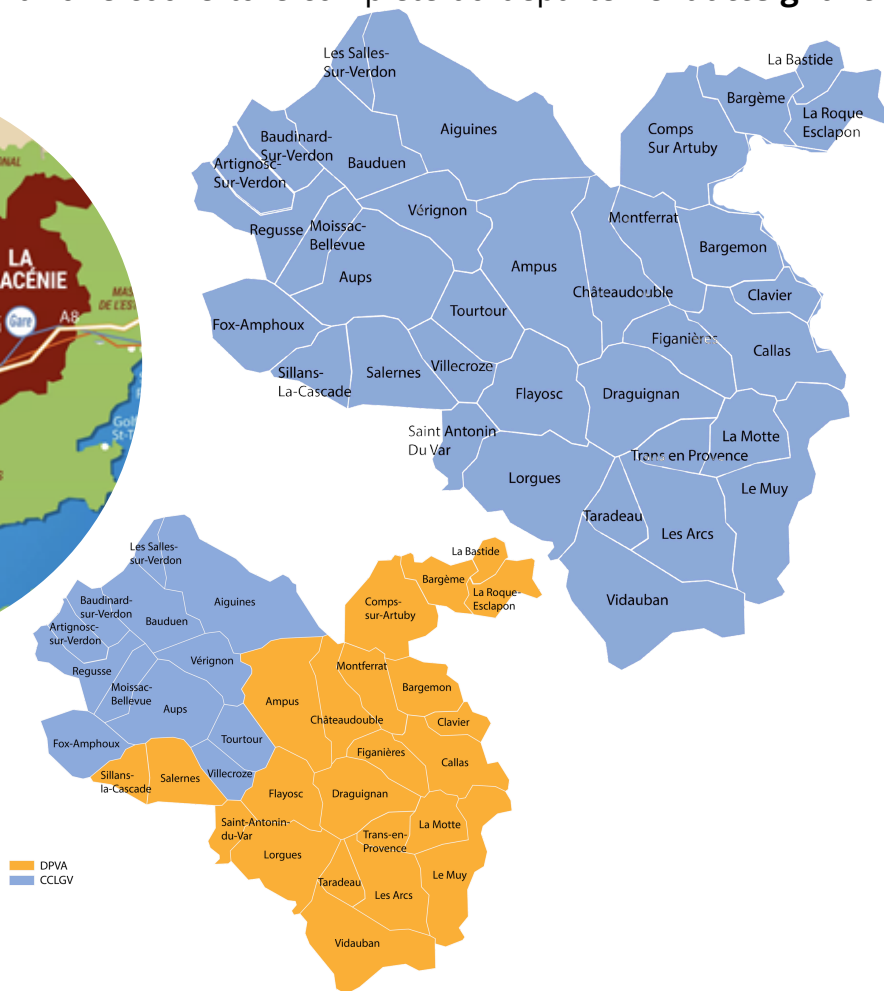 Les Salles-
Sur-Verdon
La Bastide
Bargème
La Roque
Esclapon
Aiguines
Comps
Sur Artuby
Baudinard-
Sur-Verdon
Bauduen
Artignosc-
Sur-Verdon
Vérignon
Montferrat
Regusse
Moissac-
Bellevue
Bargemon
LA
ACÉNIE
Ampus
Aups
Châteaudouble
Clavier
Gare
A8
Tourtour
Fox-Amphoux
Figanières
Callas
Sillans-
La-Cascade
Salernes
Villecroze
Flayosc
Draguignan
Saint Antonin
Du Var
La Motte
Trans en Provence
Lorgues
Le Muy
Taradeau
Les Arcs
Vidauban
Les Salles-
sur-Verdon
La Bastide
Bargème
La Roque-
Esclapon
Baudinard-
sur-Verdon
Aiguines
Comps-
sur-Artuby
Bauduen
Artignosc-
sur-Verdon
Vérignon
Montferrat
Regusse
Moissac-
Bellevue
Bargemon
Ampus
Aups
Châteaudouble
Clavier
Fox-Amphoux
Tourtour
Figanières
Callas
Sillans-
la-Cascade
Salernes
Villecroze
Flayosc
Draguignan
Saint-Antonin-
du-Var
La Motte
Trans-en-
Provence
Lorgues
DPVA
CCLGV
Taradeau
Le Muy
Les Arcs
Vidauban